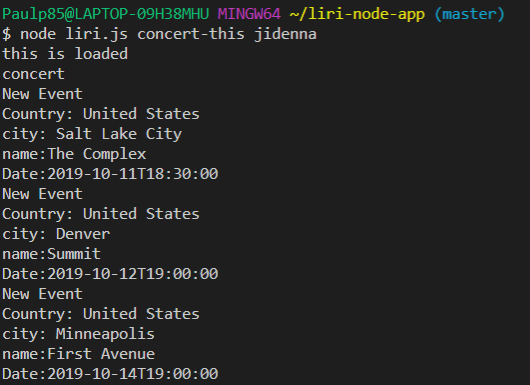 Paulp85@LAPTOP-09H38MHU MINGW64 ~/liri-node-app (master)
$ node liri.js concert-this jidenna
this is loaded
concert
New Event
Country: United States
city: Salt Lake City
name:The Complex
Date:2019-10-11T18:30:00
New Event
Country: United States
city: Denver
name:Summit
Date:2019-10-12T19:00:00
New Event
Country: United States
city: Minneapolis
name:First Avenue
Date:2019-10-14T19:00:00